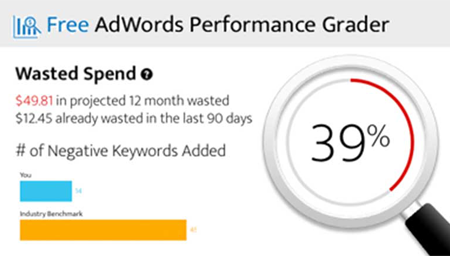 Free AdWords Performance Grader
Wasted Spend ?
$49.81 in projected 12 month wasted
$12.45 already wasted in the last 90 days
# of Negative Keywords Added
You
14
Industry Benchmark
41
39%